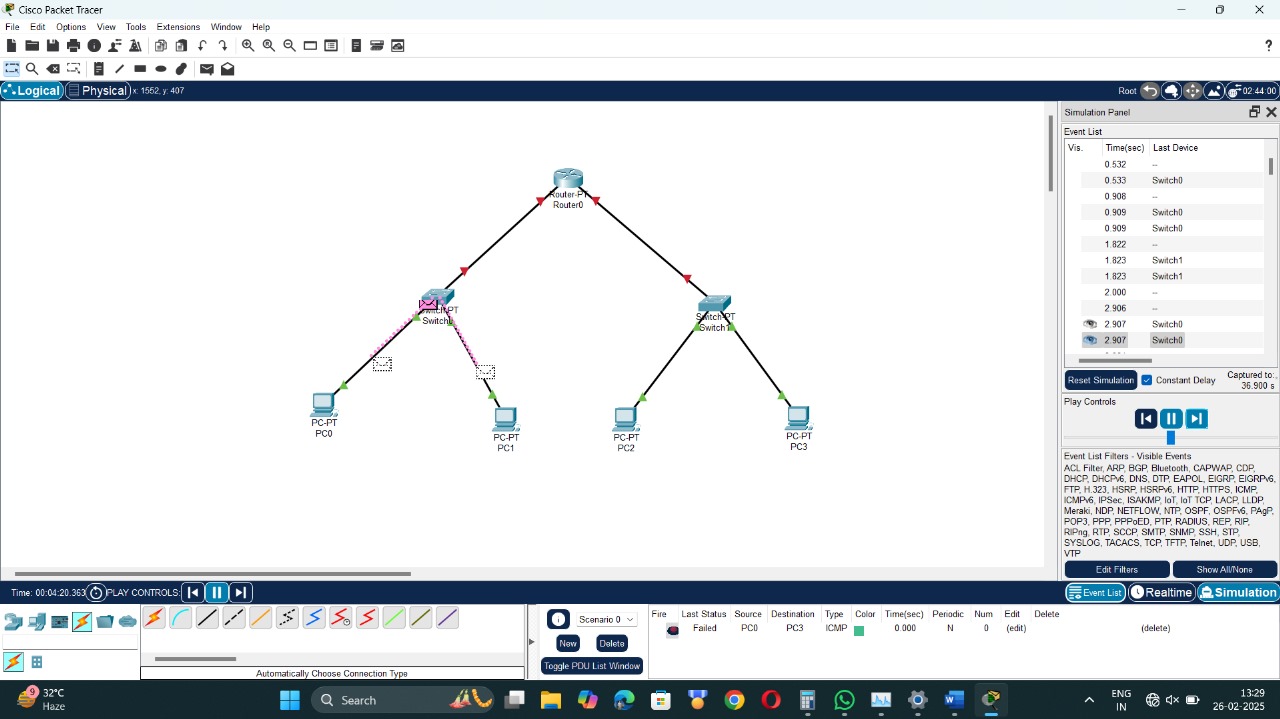 Cisco Packet Tracer
File Edit Options View Tools Extensions Window Help
?
Logical Physical x: 1552, y: 407
Root 02:44:00
Simulation Panel
Event List
Vis. Time(sec) Last Device
0.532 --
0.533 Switch0
0.908 --
0.909 Switch0
0.909 Switch0
1.822 --
1.823 Switch1
1.823 Switch1
2.000 --
2.906 --
2.907 Switch0
2.907 Switch0
Router-PT
Router0
Switch-PT
Switch1
PC-PT
PC0
PC-PT
PC1
PC-PT
PC2
PC-PT
PC3
Reset Simulation Constant Delay Captured to:
36.900 s
Play Controls
Event List Filters - Visible Events
ACL Filter, ARP, BGP, Bluetooth, CAPWAP, CDP,
DHCP, DHCPv6, DNS, DTP, EAPOL, EIGRP, EIGRPv6,
FTP, H.323, HSRP, HSRPv6, HTTP, HTTPS, ICMP,
ICMPv6, IPSec, ISAKMP, IoT, IoT TCP, LACP, LLDP,
Meraki, NDP, NETFLOW, NTP, OSPF, OSPFv6, PAgP,
POP3, PPP, PPPoED, PTP, RADIUS, REP, RIP,
RIPng, RTP, SCCP, SMTP, SNMP, SSH, STP,
SYSLOG, TACACS, TCP, TFTP, Telnet, UDP, USB,
VTP
Edit Filters Show All/None
Time: 00:04:20.363 PLAY CONTROLS:
Event List Realtime Simulation
Scenario 0
New Delete
Toggle PDU List Window
Fire Last Status Source Destination Type Color Time(sec) Periodic Num Edit Delete
Failed PC0 PC3 ICMP 0.000 N 0 (edit) (delete)
Automatically Choose Connection Type
9
32°C
Haze
Search
ENG
IN
13:29
26-02-2025